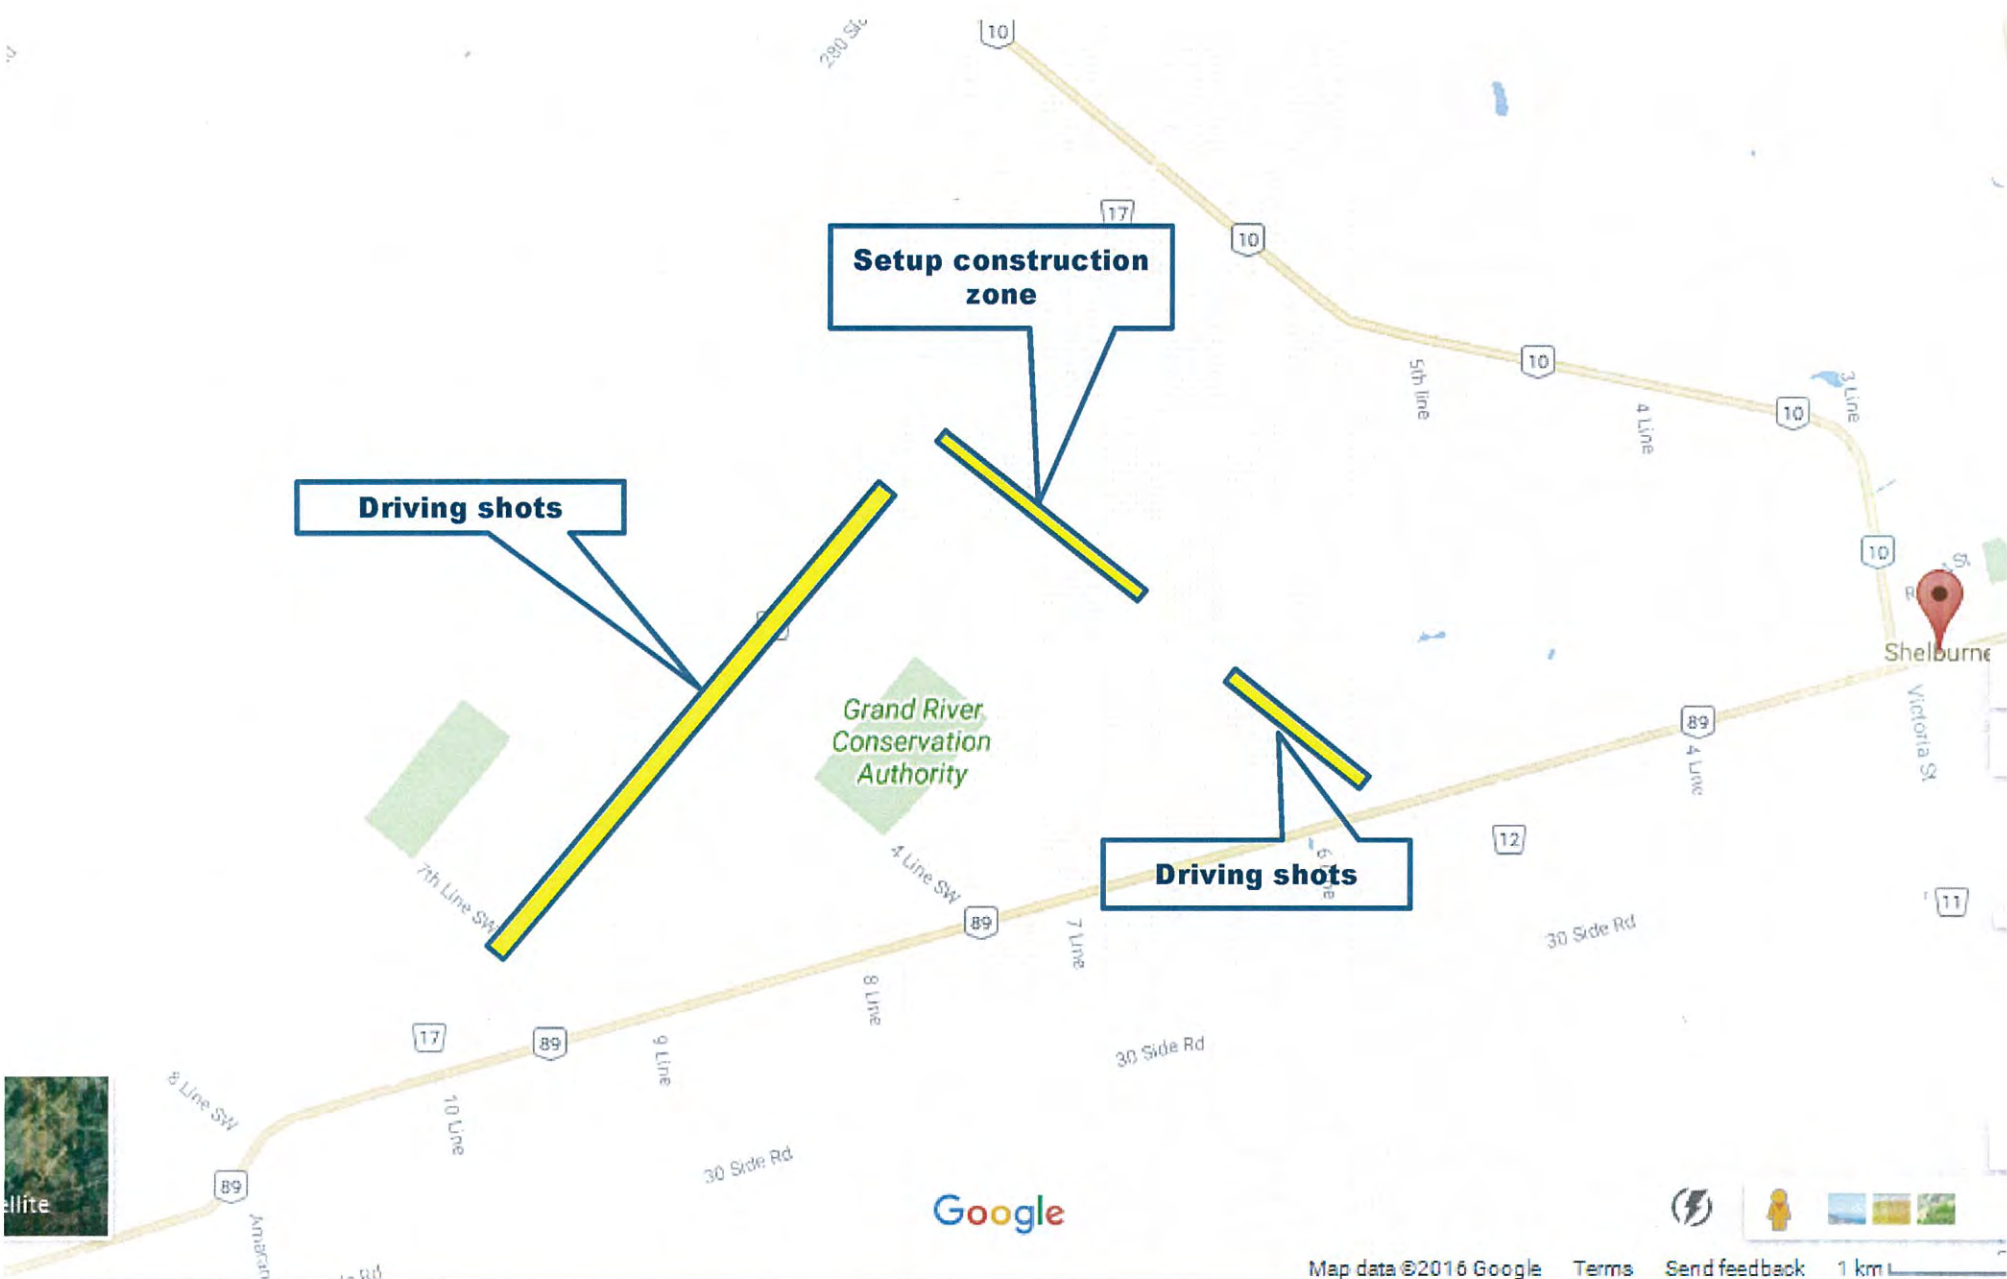 10
280 Si
17
10
Setup construction
zone
10
5th line
4 Line
10
3 Line
Driving shots
10
St
Shelburne
Grand River
Conservation
Authority
89
4 Line
Victoria St
12
4 Line SW
7th Line SW
Driving shots
89
7 Line
30 Side Rd
11
8 Line
17
89
9 Line
30 Side Rd
8 Line SW
10 Line
30 Side Rd
89
ellite
Google
Map data ©2016 Google Terms Send feedback 1 km